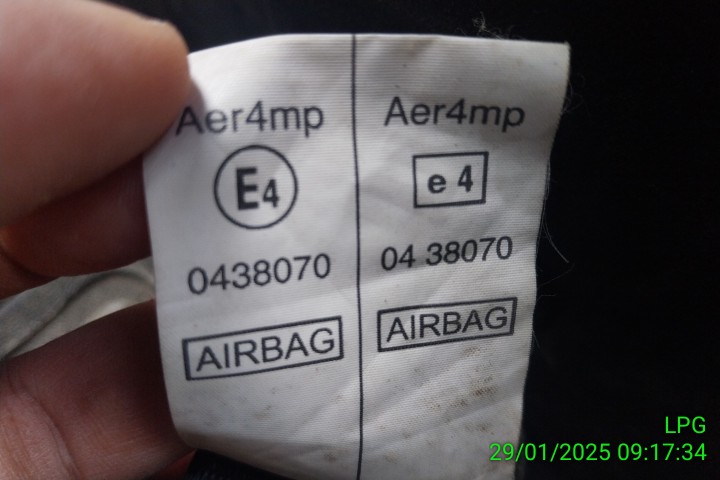 Aer4mp
E4
0438070
AIRBAG
Aer4mp
e 4
04 38070
AIRBAG
LPG
29/01/2025 09:17:34